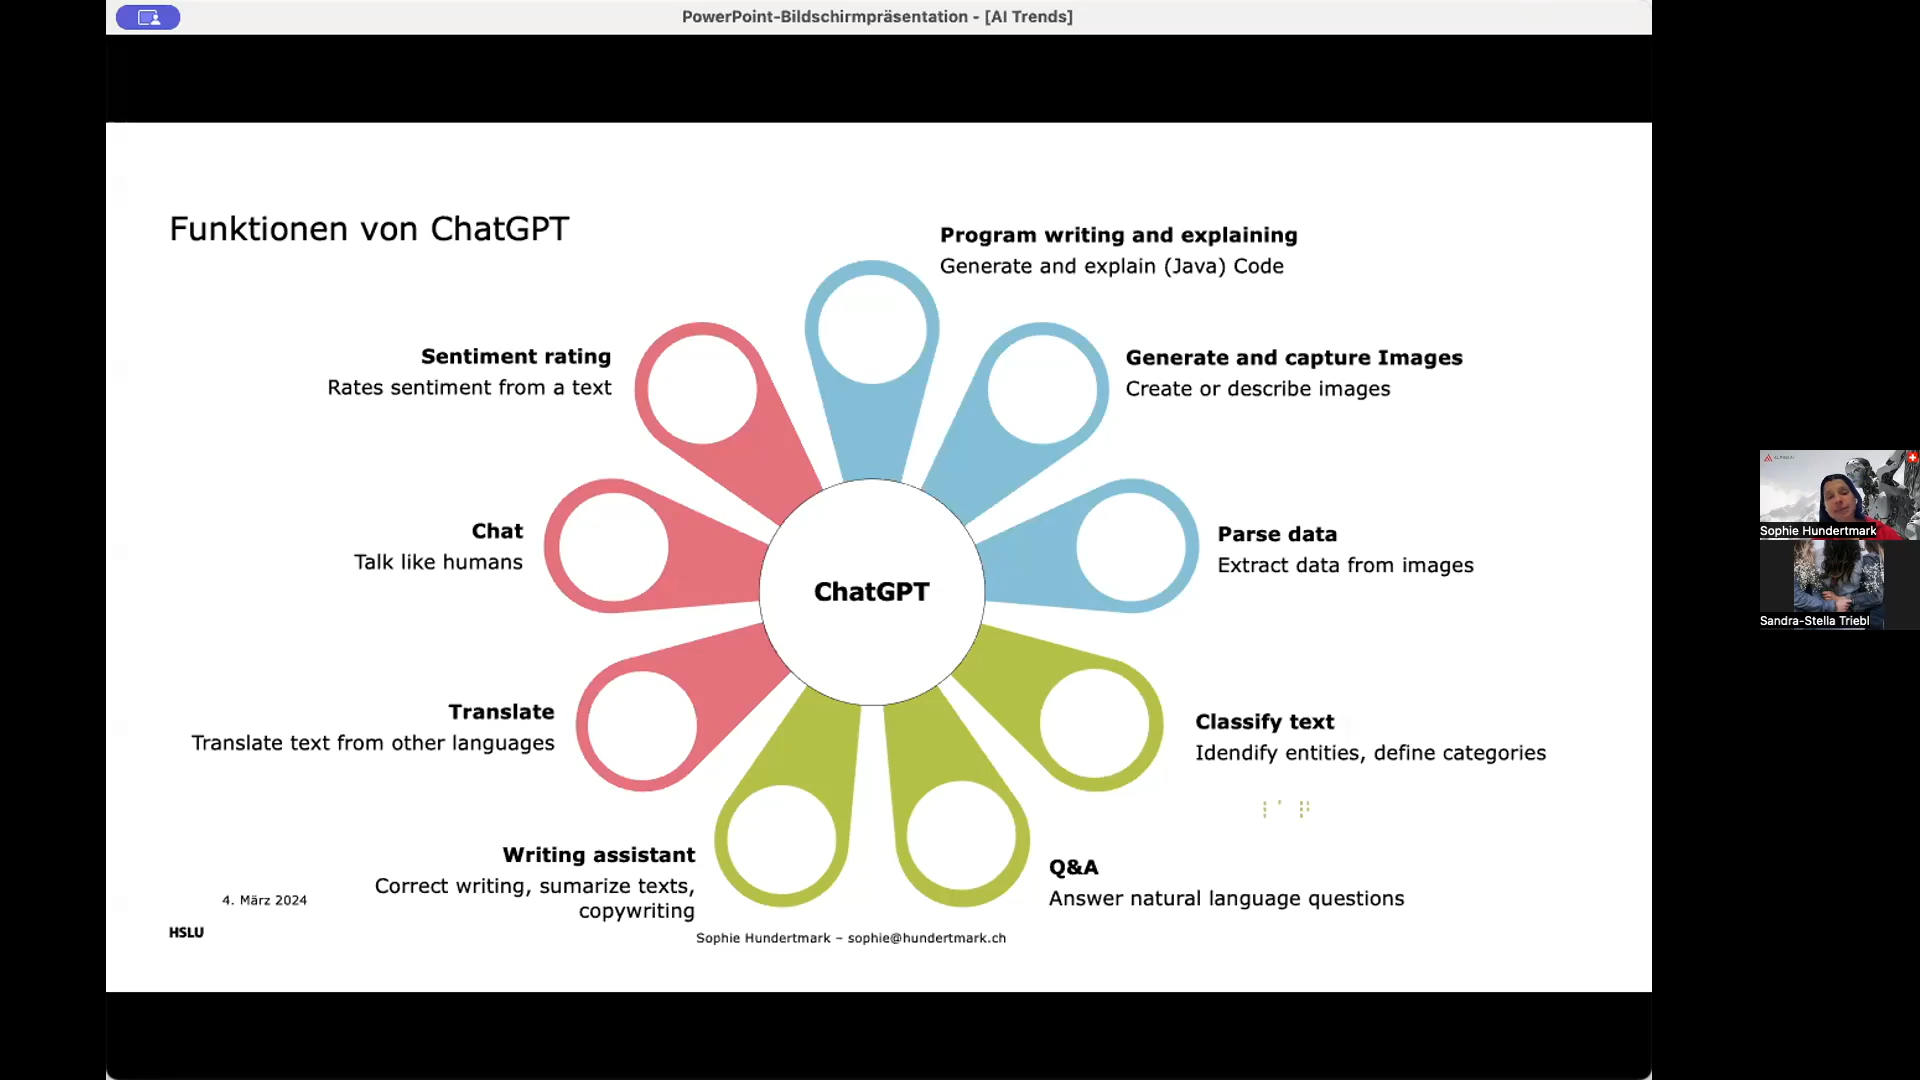 PowerPoint-Bildschirmpräsentation - [AI Trends]
Funktionen von ChatGPT
Program writing and explaining
Generate and explain (Java) Code
Sentiment rating
Rates sentiment from a text
Generate and capture Images
Create or describe images
Chat
Talk like humans
ChatGPT
Parse data
Extract data from images
Translate
Translate text from other languages
Classify text
Idendify entities, define categories
Writing assistant
Correct writing, sumarize texts,
copywriting
Q&A
Answer natural language questions
4. März 2024
HSLU
Sophie Hundertmark – sophie@hundertmark.ch
Sophie Hundertmark
Sandra-Stella Triebl